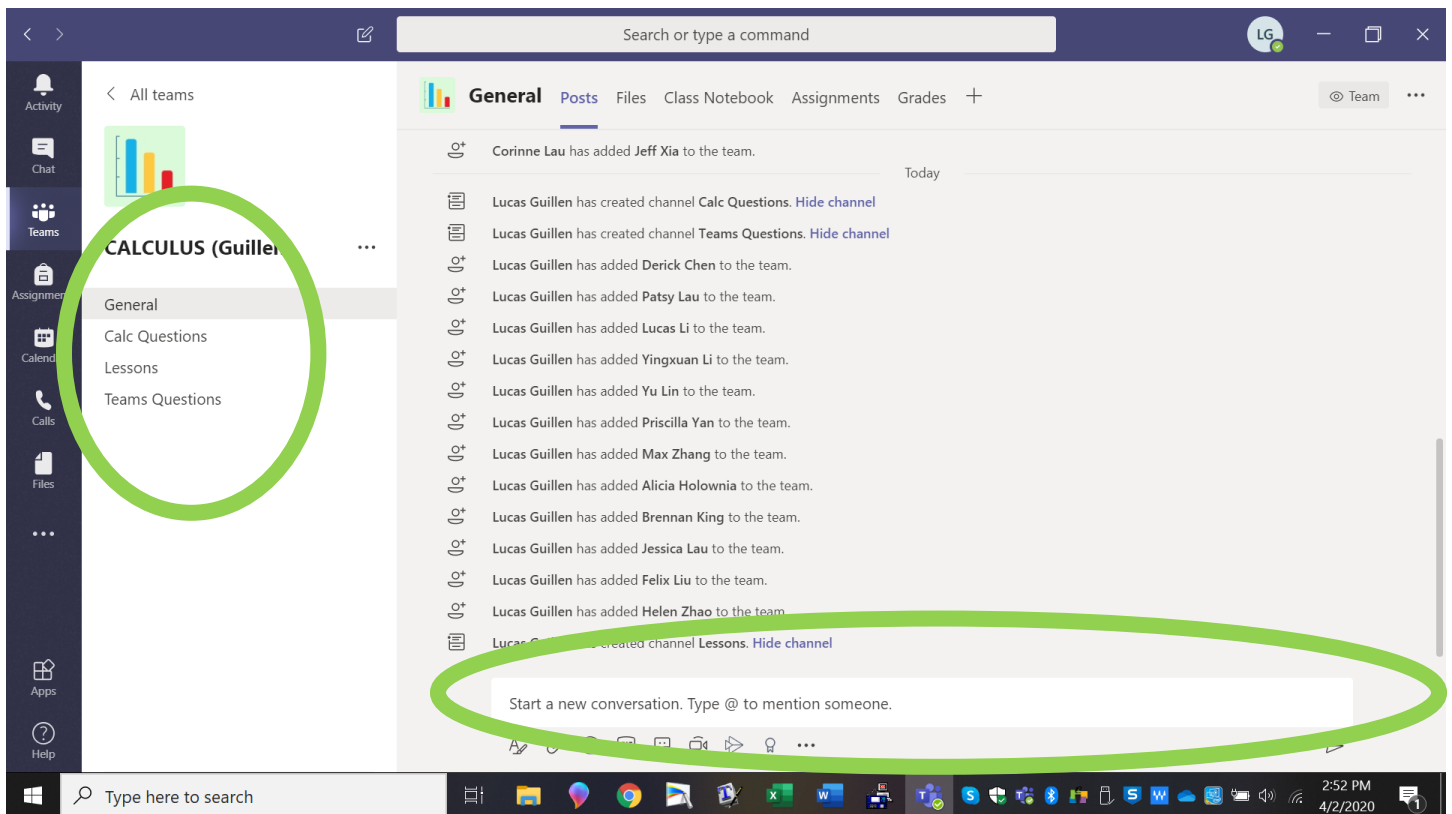 Search or type a command
LG
Activity
Chat
Teams
Calls
Files
Apps
Help
All teams
CALCULUS
General
Calc Questions
Lessons
Teams Questions
General Posts Files Class Notebook Assignments Grades
Team
Corinne Lau has added Jeff Xia to the team.
Today
Lucas Guillen has created channel Calc Questions. Hide channel
Lucas Guillen has created channel Teams Questions. Hide channel
Lucas Guillen has added Derick Chen to the team.
Lucas Guillen has added Patsy Lau to the team.
Lucas Guillen has added Lucas Li to the team.
Lucas Guillen has added Yingxuan Li to the team.
Lucas Guillen has added Yu Lin to the team.
Lucas Guillen has added Priscilla Yan to the team.
Lucas Guillen has added Max Zhang to the team.
Lucas Guillen has added Alicia Holownia to the team.
Lucas Guillen has added Brennan King to the team.
Lucas Guillen has added Jessica Lau to the team.
Lucas Guillen has added Felix Liu to the team.
Lucas Guillen has added Helen Zhao to the team.
Lucas created channel Lessons. Hide channel
Start a new conversation. Type @ to mention someone.
Type here to search
2:52 PM
4/2/2020
1